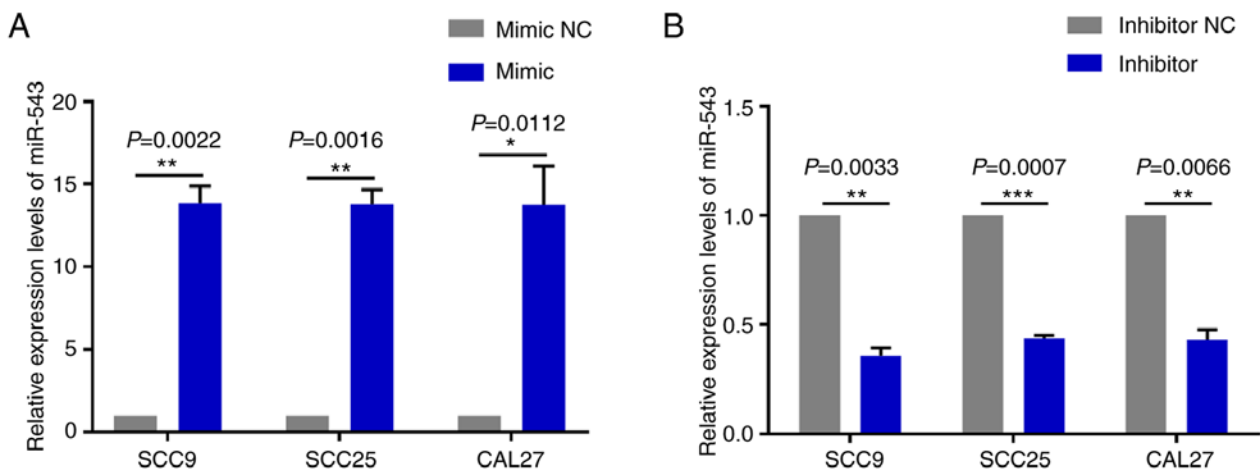 A
Mimic NC
Mimic
Relative expression levels of miR-543
20
15
10
5
0
P=0.0022
**
P=0.0016
**
P=0.0112
*
SCC9
SCC25
CAL27
B
Inhibitor NC
Inhibitor
Relative expression levels of miR-543
1.5
1.0
0.5
0.0
P=0.0033
**
P=0.0007
***
P=0.0066
**
SCC9
SCC25
CAL27